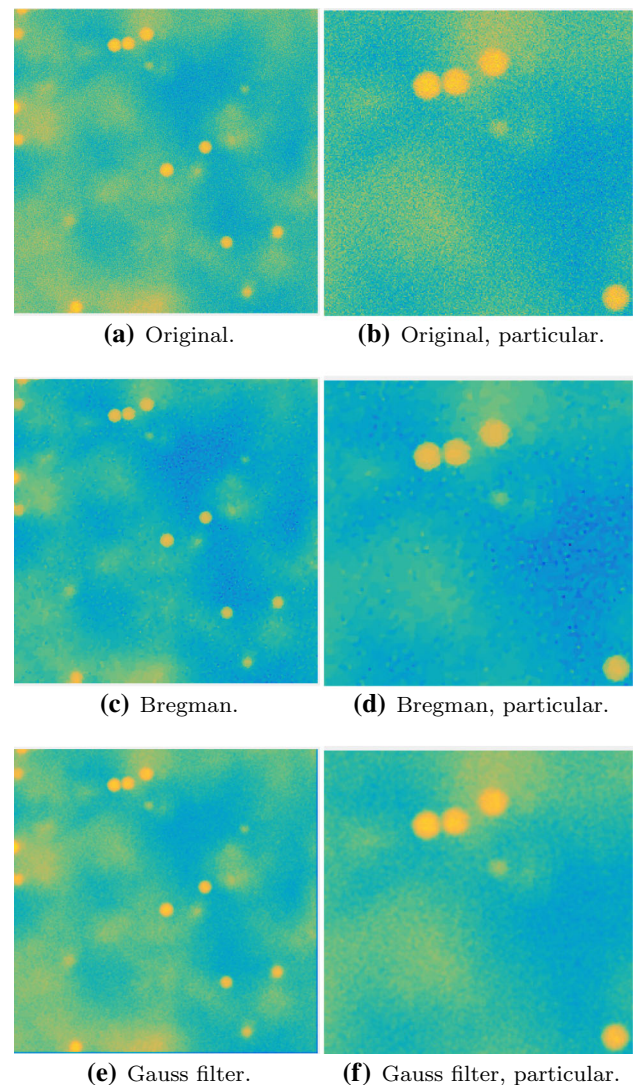 (a) Original.
(b) Original, particular.
(c) Bregman.
(d) Bregman, particular.
(e) Gauss filter.
(f) Gauss filter, particular.